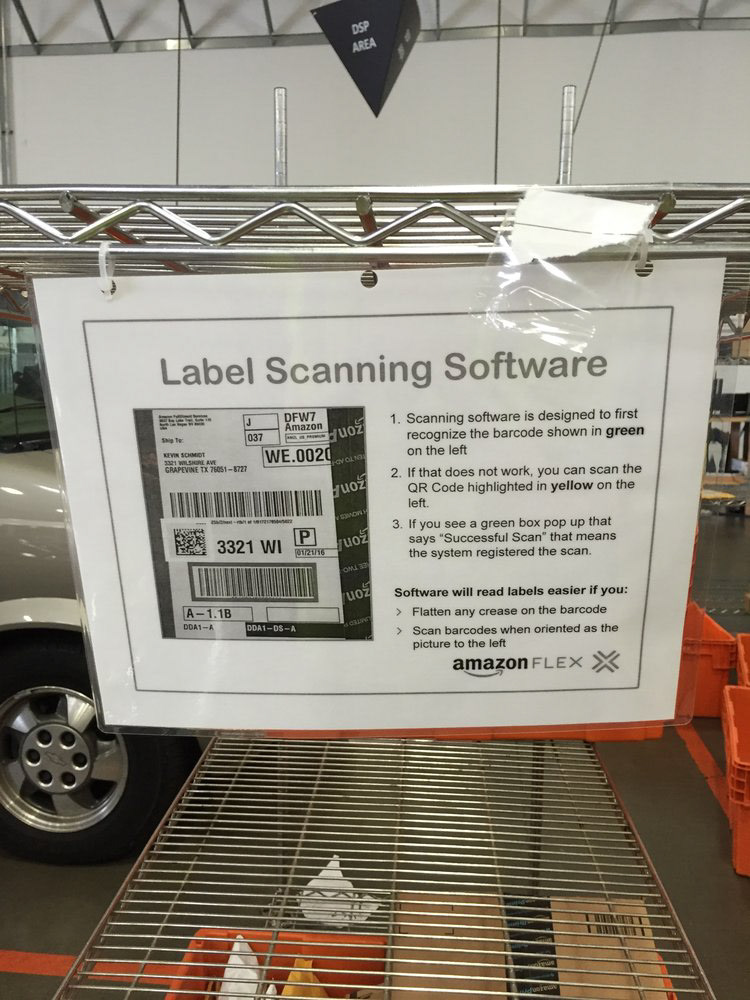 DSP
AREA
Label Scanning Software
Amazon Fulfillment Services
Ship To:
KEVIN SCHMIDT
3321 WILSHIRE AVE
GRAPEVINE TX 76051-8727
J
037
DFW7
Amazon
WE.0020
3321 WI
P
01/21/16
A-1.1B
DDA1-A
DDA1-DS-A
1. Scanning software is designed to first
recognize the barcode shown in green
on the left
2. If that does not work, you can scan the
QR Code highlighted in yellow on the
left.
3. If you see a green box pop up that
says “Successful Scan” that means
the system registered the scan.
Software will read labels easier if you:
> Flatten any crease on the barcode
> Scan barcodes when oriented as the
picture to the left
amazon FLEX